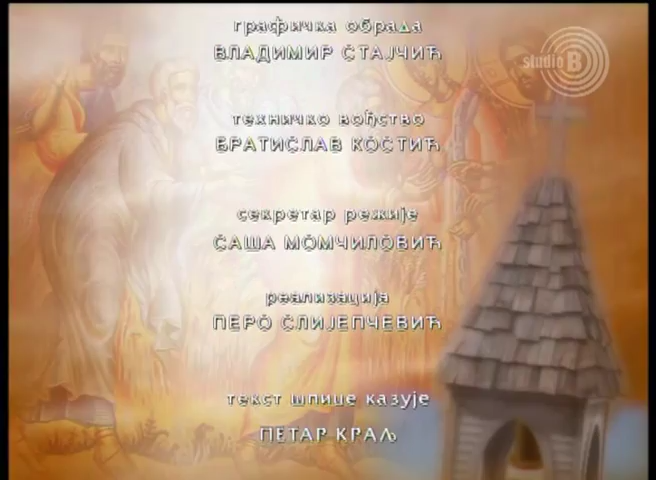 графичка обрада
ВЛАДИМИР СТАЈЧИЋ
studio B
техничко вођство
БРАТИСЛАВ КОСТИЋ
секретар режије
САША МОМЧИЛОВИЋ
реализација
ПЕРО СЛИЈЕПЧЕВИЋ
текст шпице казује
ПЕТАР КРАЉ